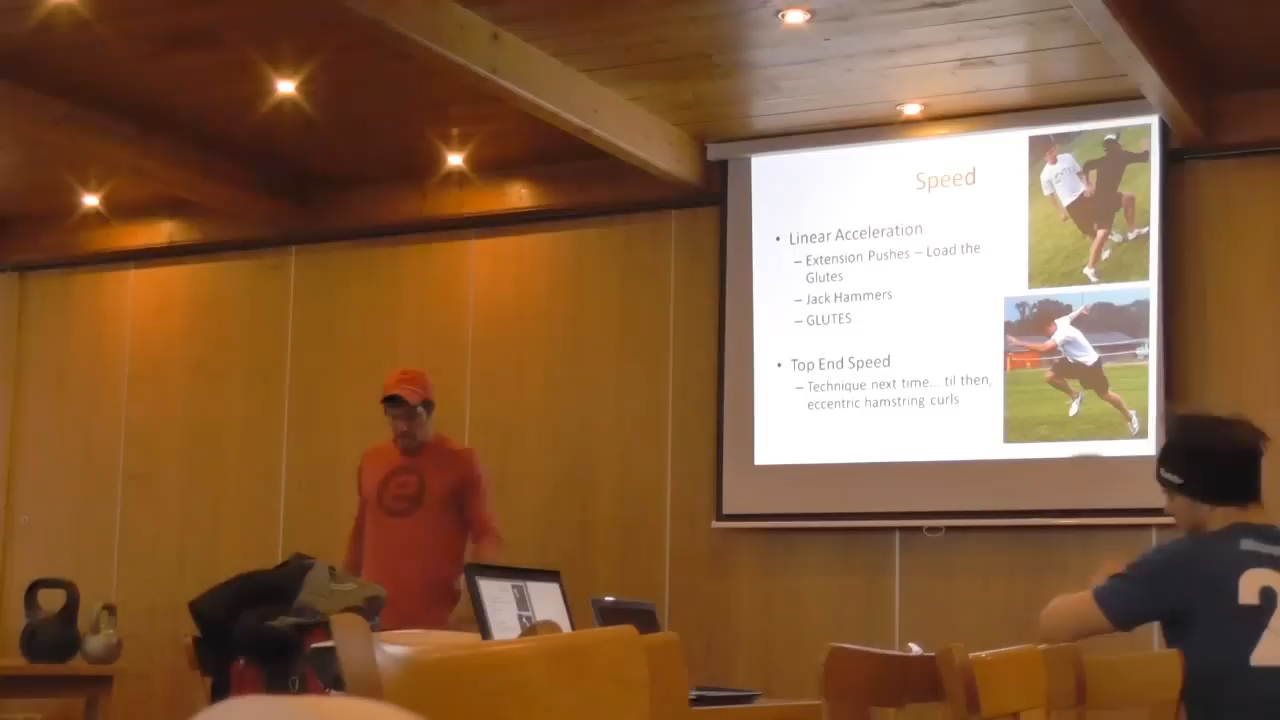 Speed
• Linear Acceleration
– Extension Pushes – Load the
Glutes
– Jack Hammers
– GLUTES
• Top End Speed
– Technique next time... til then,
eccentric hamstring curls
2